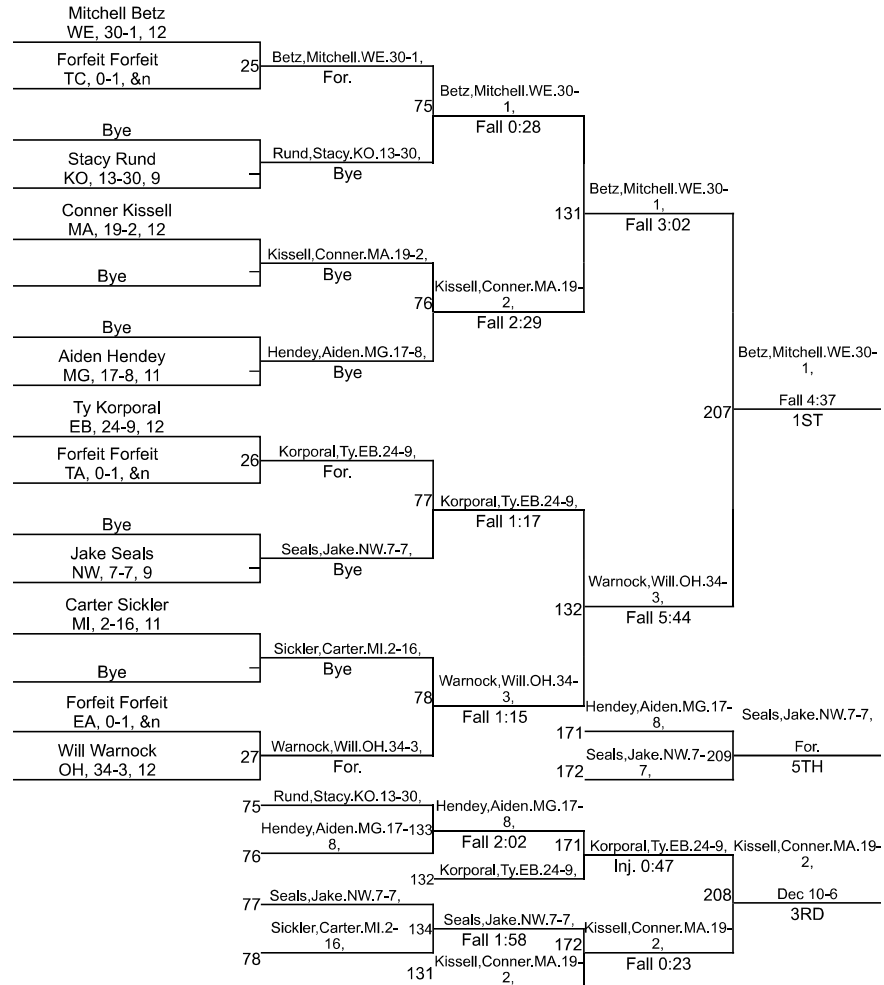 Mitchell Betz
WE, 30-1, 12
Forfeit Forfeit
TC, 0-1, &n
25
Betz,Mitchell.WE.30-1,
For.
75
Betz,Mitchell.WE.30-
1,
Fall 0:28
Bye
Stacy Rund
KO, 13-30, 9
Rund,Stacy.KO.13-30,
Bye
131
Betz,Mitchell.WE.30-
1,
Fall 3:02
Conner Kissell
MA, 19-2, 12
Bye
Kissell,Conner.MA.19-2,
Bye
76
Kissell,Conner.MA.19-
2,
Fall 2:29
Bye
Aiden Hendey
MG, 17-8, 11
Hendey,Aiden.MG.17-8,
Bye
207
Betz,Mitchell.WE.30-
1,
Fall 4:37
1ST
Ty Korporal
EB, 24-9, 12
Forfeit Forfeit
TA, 0-1, &n
26
Korporal,Ty.EB.24-9,
For.
77
Korporal,Ty.EB.24-9,
Fall 1:17
Bye
Jake Seals
NW, 7-7, 9
Seals,Jake.NW.7-7,
Bye
132
Warnock,Will.OH.34-
3,
Fall 5:44
Carter Sickler
MI, 2-16, 11
Bye
Sickler,Carter.MI.2-16,
Bye
78
Warnock,Will.OH.34-
3,
Fall 1:15
Forfeit Forfeit
EA, 0-1, &n
Will Warnock
OH, 34-3, 12
27
Warnock,Will.OH.34-3,
For.
171
Hendey,Aiden.MG.17-
8,
172
Seals,Jake.NW.7-
7,
209
Seals,Jake.NW.7-7,
For.
5TH
75
Rund,Stacy.KO.13-30,
76
Hendey,Aiden.MG.17-
8,
133
Hendey,Aiden.MG.17-
8,
Fall 2:02
132
Korporal,Ty.EB.24-9,
171
Korporal,Ty.EB.24-9,
Inj. 0:47
77
Seals,Jake.NW.7-7,
78
Sickler,Carter.MI.2-
16,
134
Seals,Jake.NW.7-7,
Fall 1:58
131
Kissell,Conner.MA.19-
2,
172
Kissell,Conner.MA.19-
2,
Fall 0:23
208
Kissell,Conner.MA.19-
2,
Dec 10-6
3RD